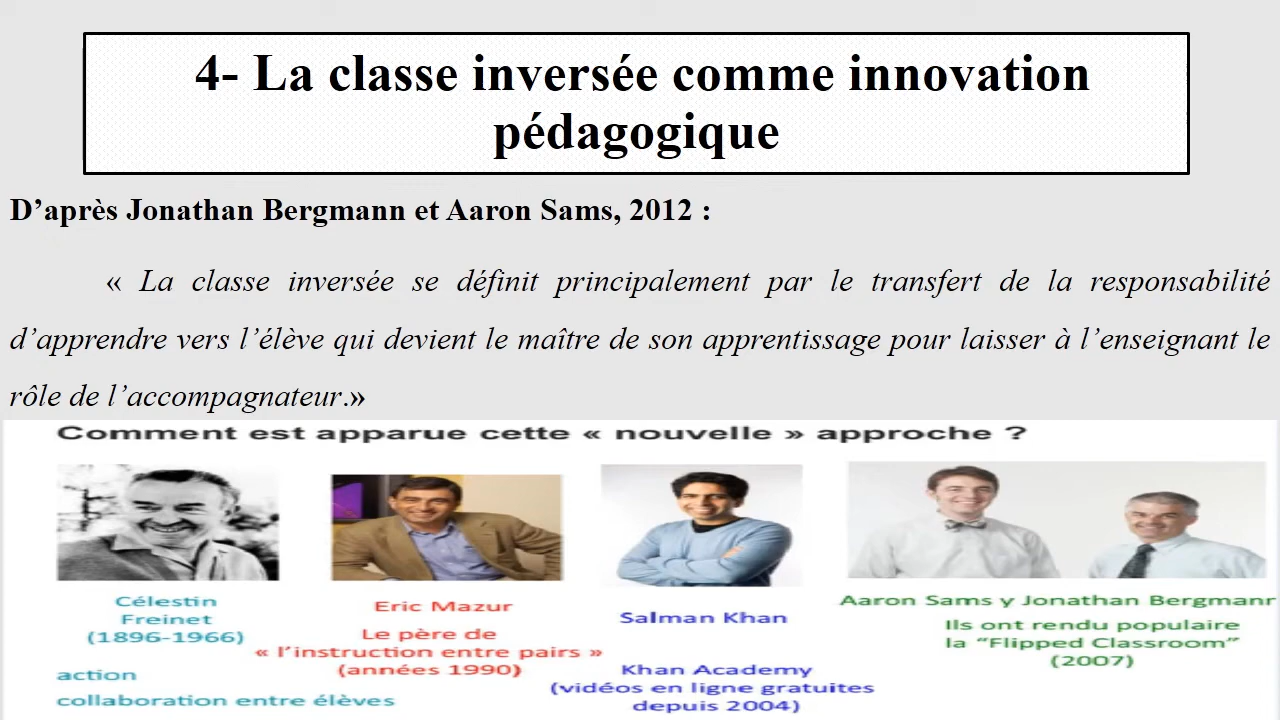 4- La classe inversée comme innovation
pédagogique
D’après Jonathan Bergmann et Aaron Sams, 2012 :
« La classe inversée se définit principalement par le transfert de la responsabilité
d’apprendre vers l’élève qui devient le maître de son apprentissage pour laisser à l’enseignant le
rôle de l’accompagnateur.»
Comment est apparue cette « nouvelle » approche ?
Célestin
Freinet
(1896-1966)
action
collaboration entre élèves
Eric Mazur
Le père de
« l’instruction entre pairs »
(années 1990)
Salman Khan
Khan Academy
(vidéos en ligne gratuites
depuis 2004)
Aaron Sams y Jonathan Bergmanr
Ils ont rendu populaire
la “Flipped Classroom”
(2007)